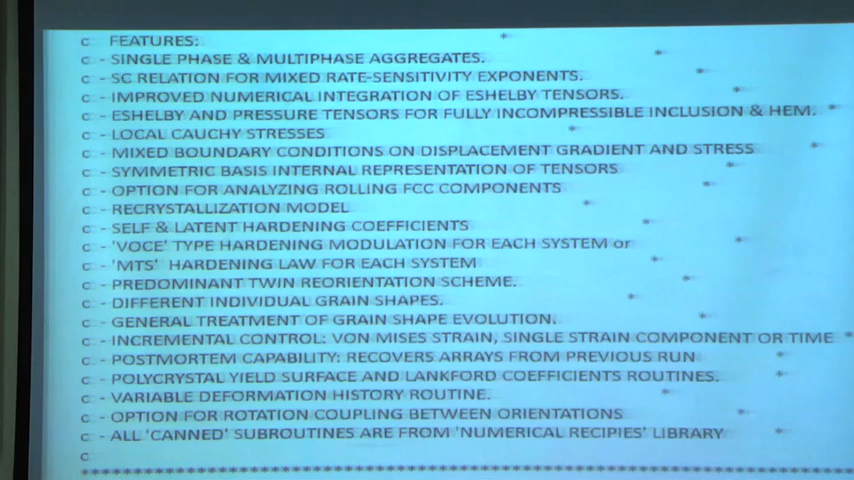 c FEATURES: *
c - SINGLE PHASE & MULTIPHASE AGGREGATES. *
c - SC RELATION FOR MIXED RATE-SENSITIVITY EXPONENTS. *
c - IMPROVED NUMERICAL INTEGRATION OF ESHELBY TENSORS. *
c - ESHELBY AND PRESSURE TENSORS FOR FULLY INCOMPRESSIBLE INCLUSION & HEM. *
c - LOCAL CAUCHY STRESSES *
c - MIXED BOUNDARY CONDITIONS ON DISPLACEMENT GRADIENT AND STRESS *
c - SYMMETRIC BASIS INTERNAL REPRESENTATION OF TENSORS *
c - OPTION FOR ANALYZING ROLLING FCC COMPONENTS *
c - RECRYSTALLIZATION MODEL *
c - SELF & LATENT HARDENING COEFFICIENTS *
c - 'VOCE' TYPE HARDENING MODULATION FOR EACH SYSTEM or *
c - 'MTS' HARDENING LAW FOR EACH SYSTEM *
c - PREDOMINANT TWIN REORIENTATION SCHEME. *
c - DIFFERENT INDIVIDUAL GRAIN SHAPES. *
c - GENERAL TREATMENT OF GRAIN SHAPE EVOLUTION. *
c - INCREMENTAL CONTROL: VON MISES STRAIN, SINGLE STRAIN COMPONENT OR TIME *
c - POSTMORTEM CAPABILITY: RECOVERS ARRAYS FROM PREVIOUS RUN *
c - POLYCRYSTAL YIELD SURFACE AND LANKFORD COEFFICIENTS ROUTINES. *
c - VARIABLE DEFORMATION HISTORY ROUTINE. *
c - OPTION FOR ROTATION COUPLING BETWEEN ORIENTATIONS *
c - ALL 'CANNED' SUBROUTINES ARE FROM 'NUMERICAL RECIPIES' LIBRARY *
c
**********************************************************************